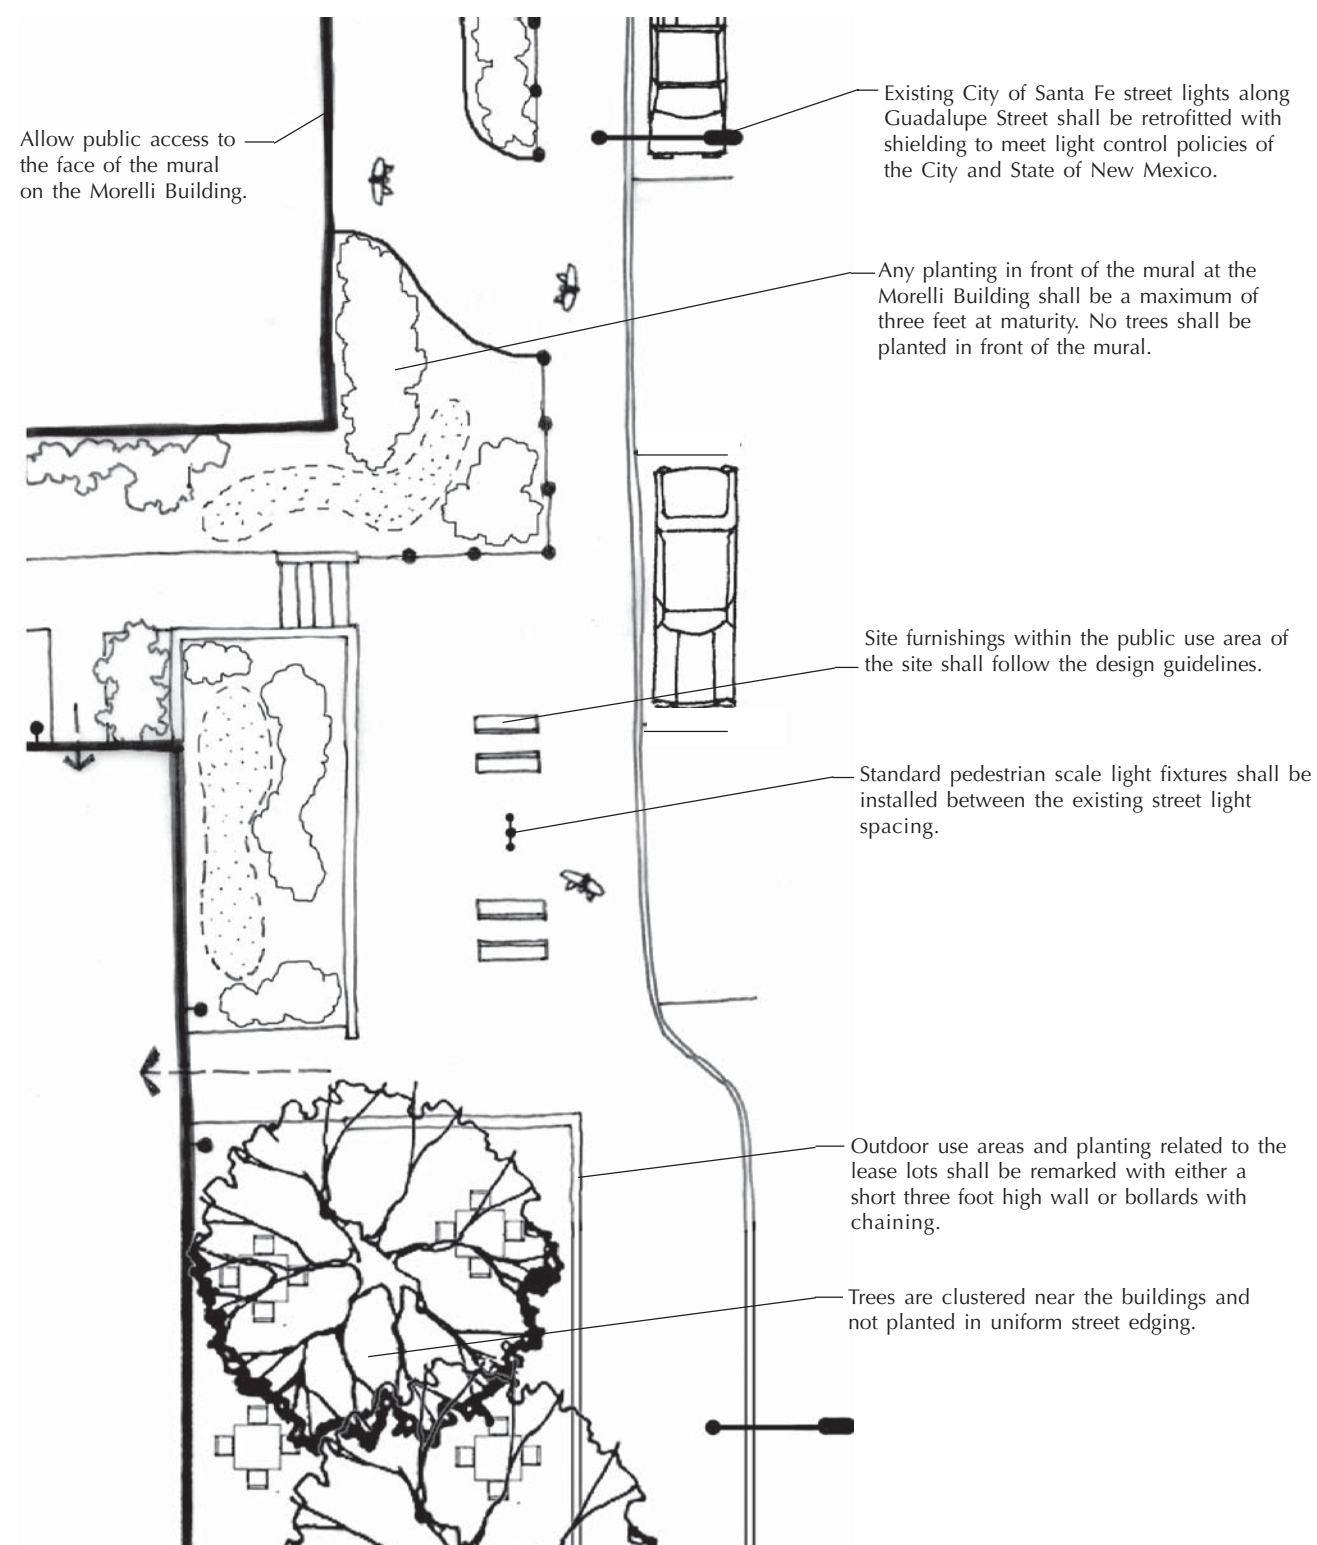 Allow public access to
the face of the mural
on the Morelli Building.
Existing City of Santa Fe street lights along
Guadalupe Street shall be retrofitted with
shielding to meet light control policies of
the City and State of New Mexico.
Any planting in front of the mural at the
Morelli Building shall be a maximum of
three feet at maturity. No trees shall be
planted in front of the mural.
Site furnishings within the public use area of
the site shall follow the design guidelines.
Standard pedestrian scale light fixtures shall be
installed between the existing street light
spacing.
Outdoor use areas and planting related to the
lease lots shall be remarked with either a
short three foot high wall or bollards with
chaining.
Trees are clustered near the buildings and
not planted in uniform street edging.